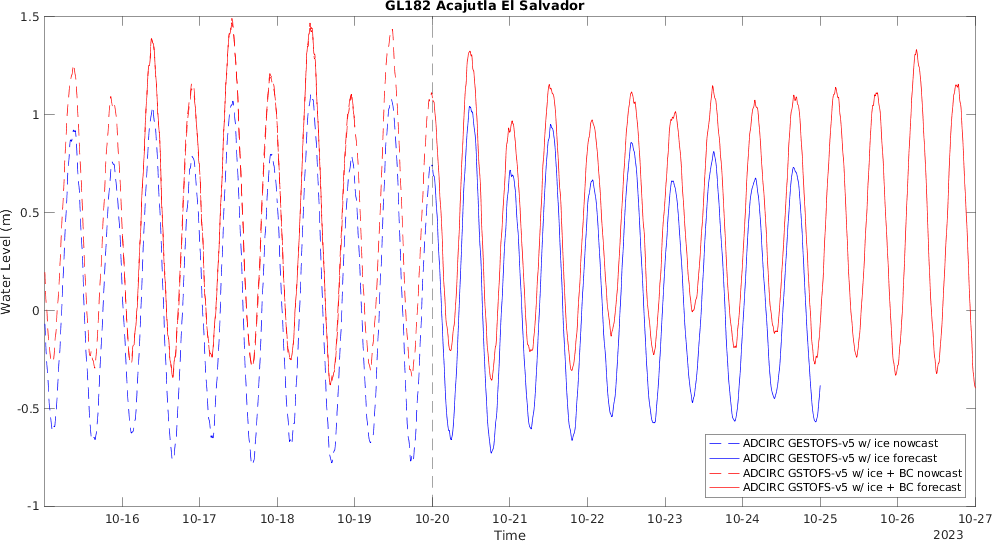 GL182 Acajutla El Salvador
1.5
1
0.5
0
-0.5
-1
Water Level (m)
10-16 10-17 10-18 10-19 10-20 10-21 10-22 10-23 10-24 10-25 10-26 10-27
Time
2023
ADCIRC GESTOFS-v5 w/ ice nowcast
ADCIRC GESTOFS-v5 w/ ice forecast
ADCIRC GSTOFS-v5 w/ ice + BC nowcast
ADCIRC GSTOFS-v5 w/ ice + BC forecast